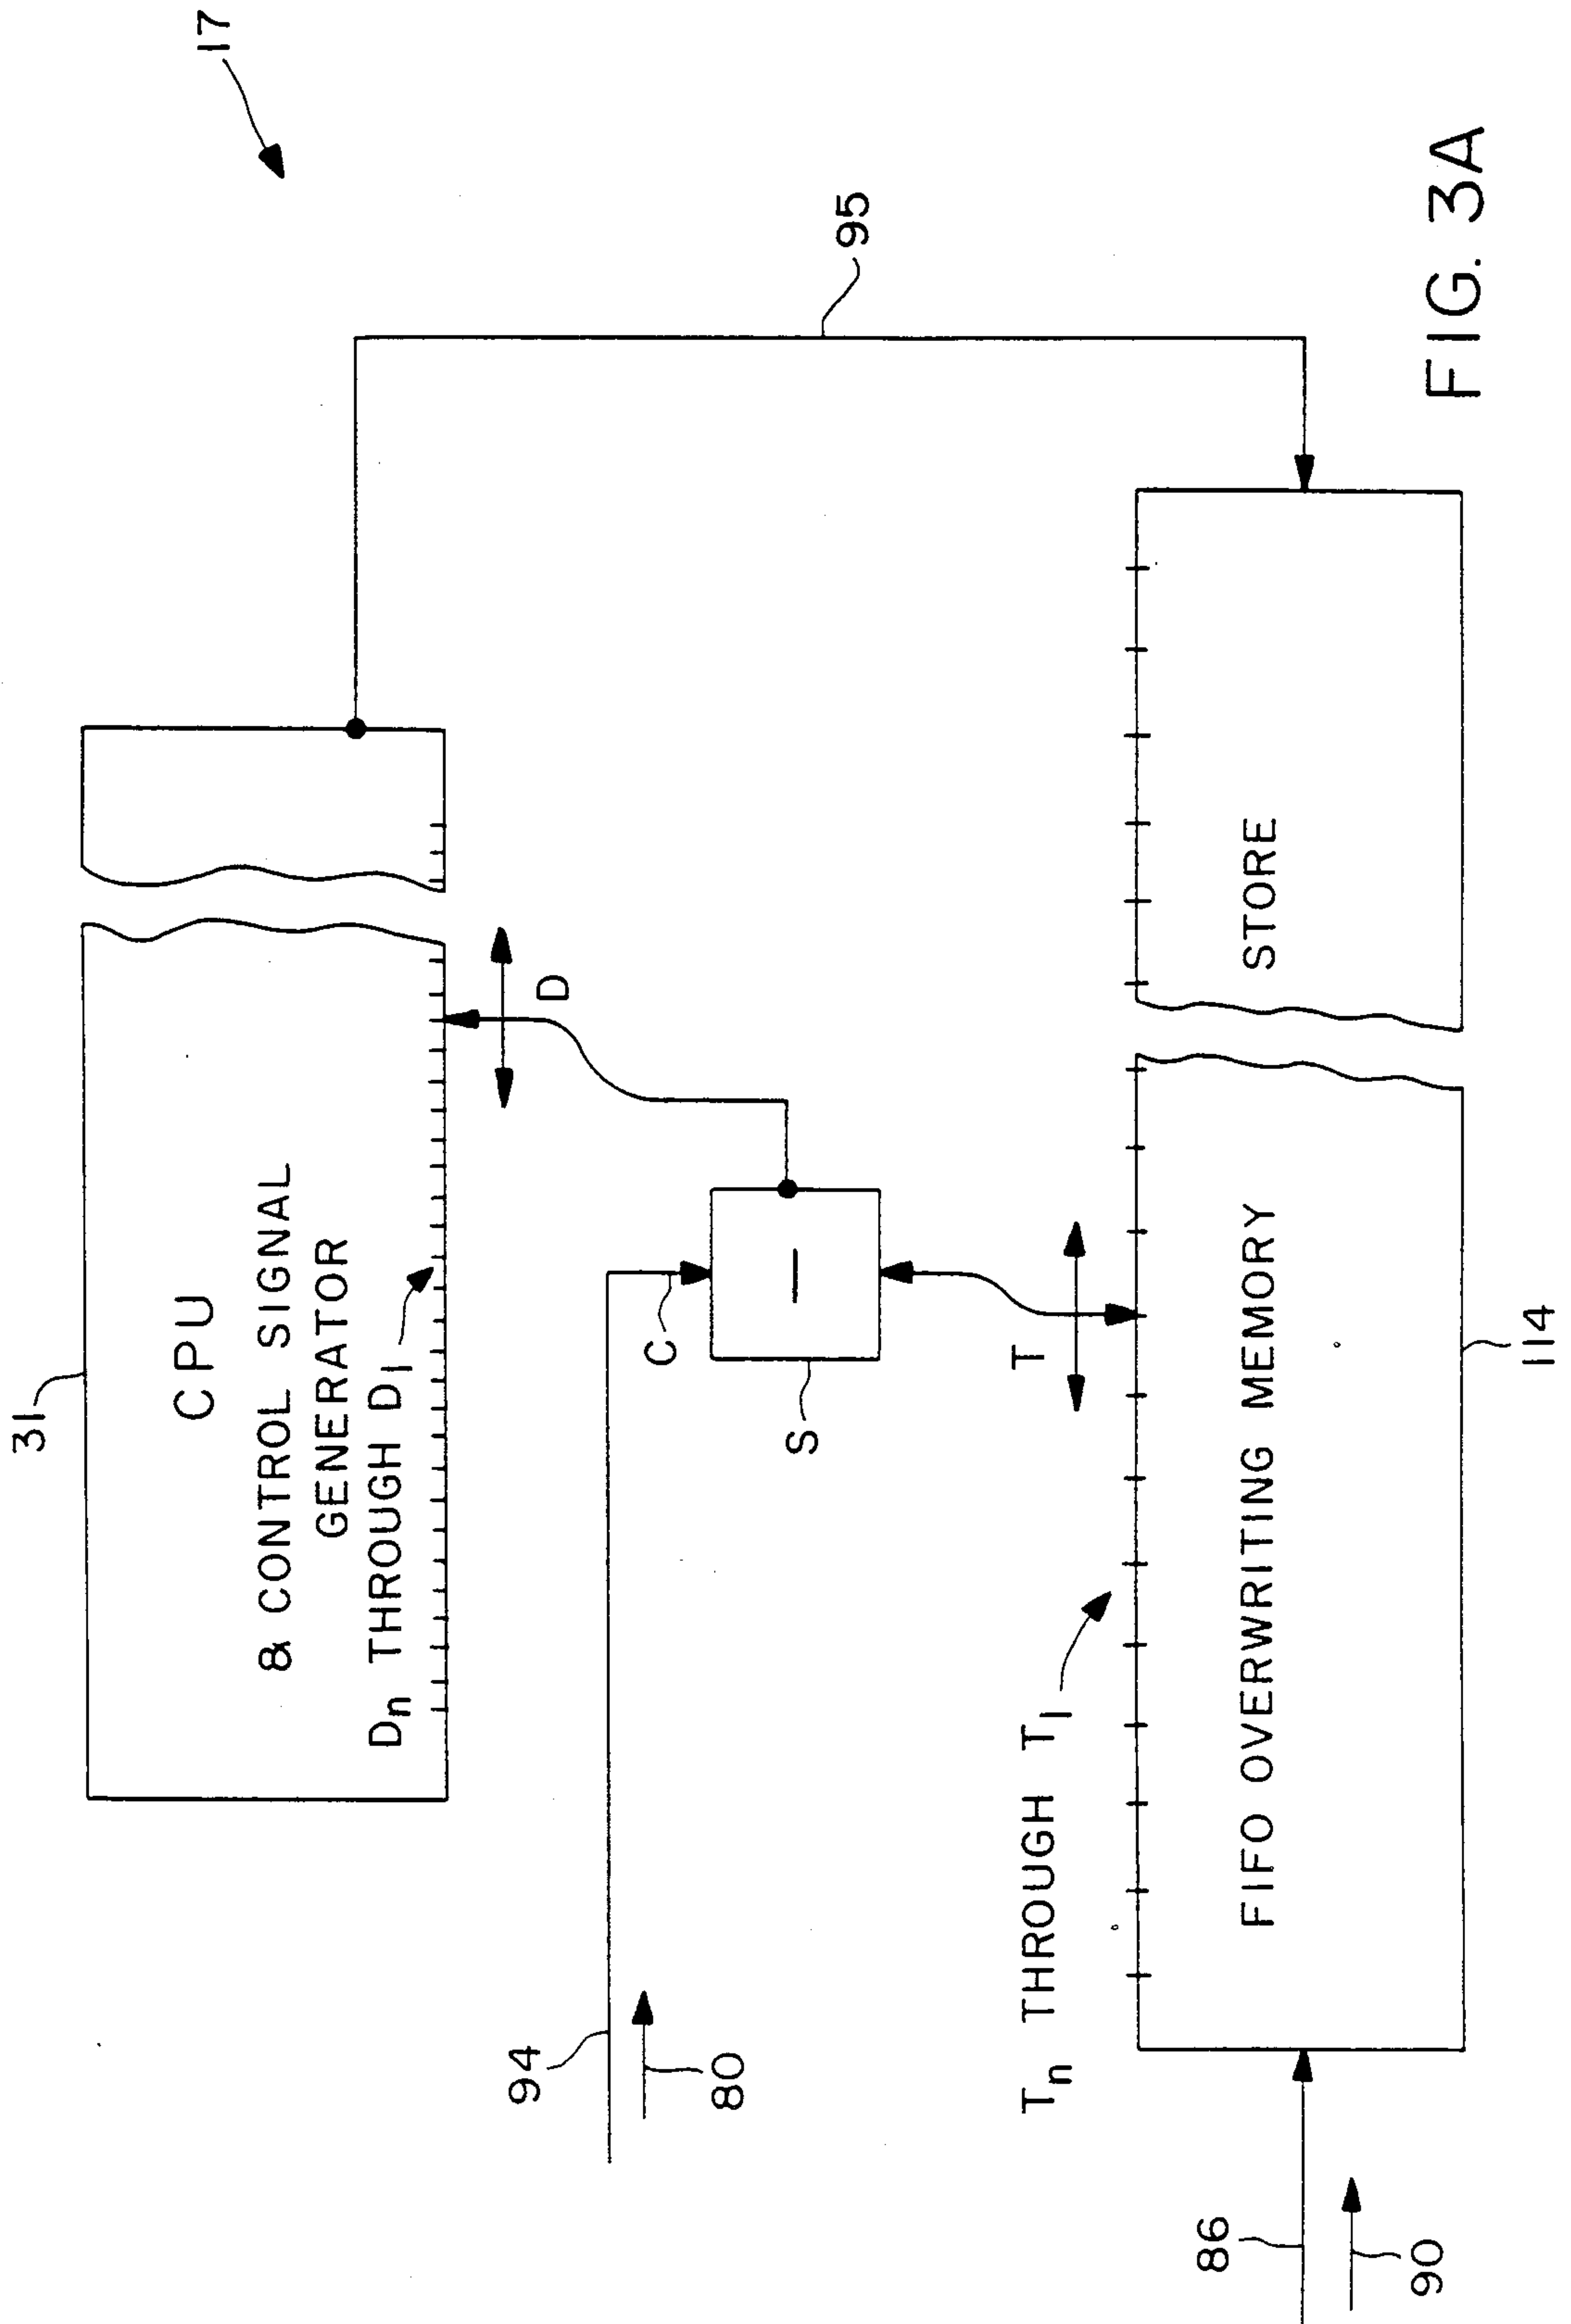 17
31
CPU
& CONTROL SIGNAL
GENERATOR
Dn THROUGH D1
D
95
94
80
C
S
T
Tn THROUGH T1
STORE
FIFO OVERWRITING MEMORY
86
90
114
FIG. 3A